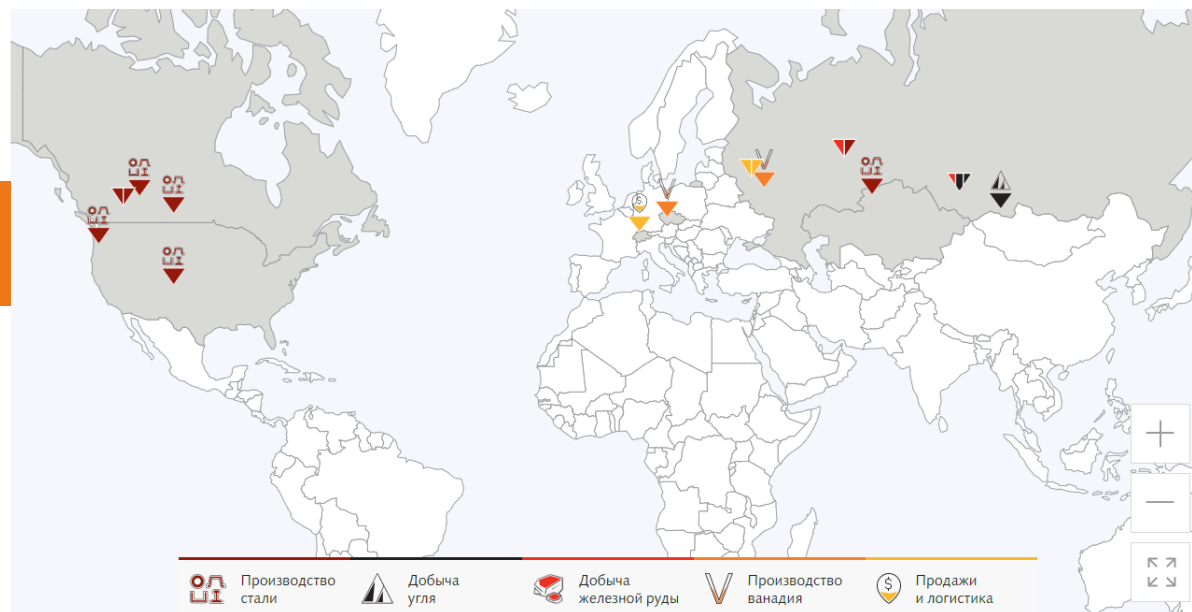 Производство
стали
Добыча
угля
Добыча
железной руды
Производство
ванадия
$
Продажи
и логистика